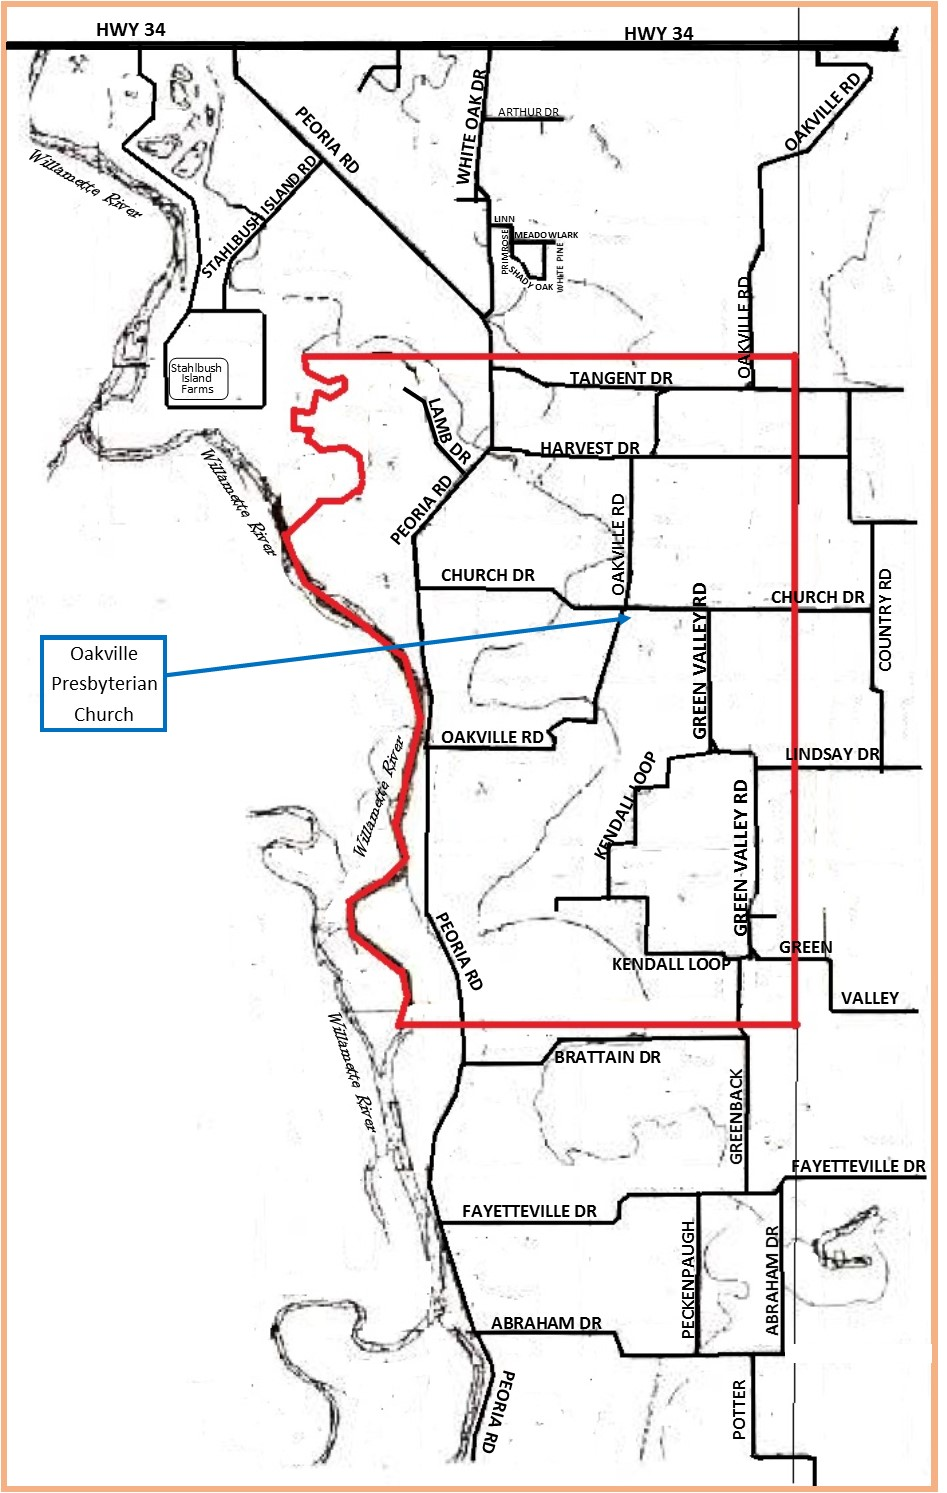 HWY 34
HWY 34
PEORIA RD
WHITE OAK DR
ARTHUR DR
OAKVILLE RD
Willamette River
STAHLBUSH ISLAND RD
LINN
PRIMROSE
MEADOWLARK
SHADY OAK
WHITE PINE
OAKVILLE RD
Stahlbush
Island
Farms
TANGENT DR
LAMB DR
HARVEST DR
Willamette River
PEORIA RD
OAKVILLE RD
CHURCH DR
CHURCH DR
COUNTRY RD
GREEN VALLEY RD
Oakville
Presbyterian
Church
OAKVILLE RD
LINDSAY DR
Willamette River
KENDALL LOOP
GREEN VALLEY RD
PEORIA RD
GREEN
KENDALL LOOP
VALLEY
Willamette River
BRATTAIN DR
GREENBACK
FAYETTEVILLE DR
FAYETTEVILLE DR
PECKENPAUGH
ABRAHAM DR
ABRAHAM DR
PEORIA RD
POTTER